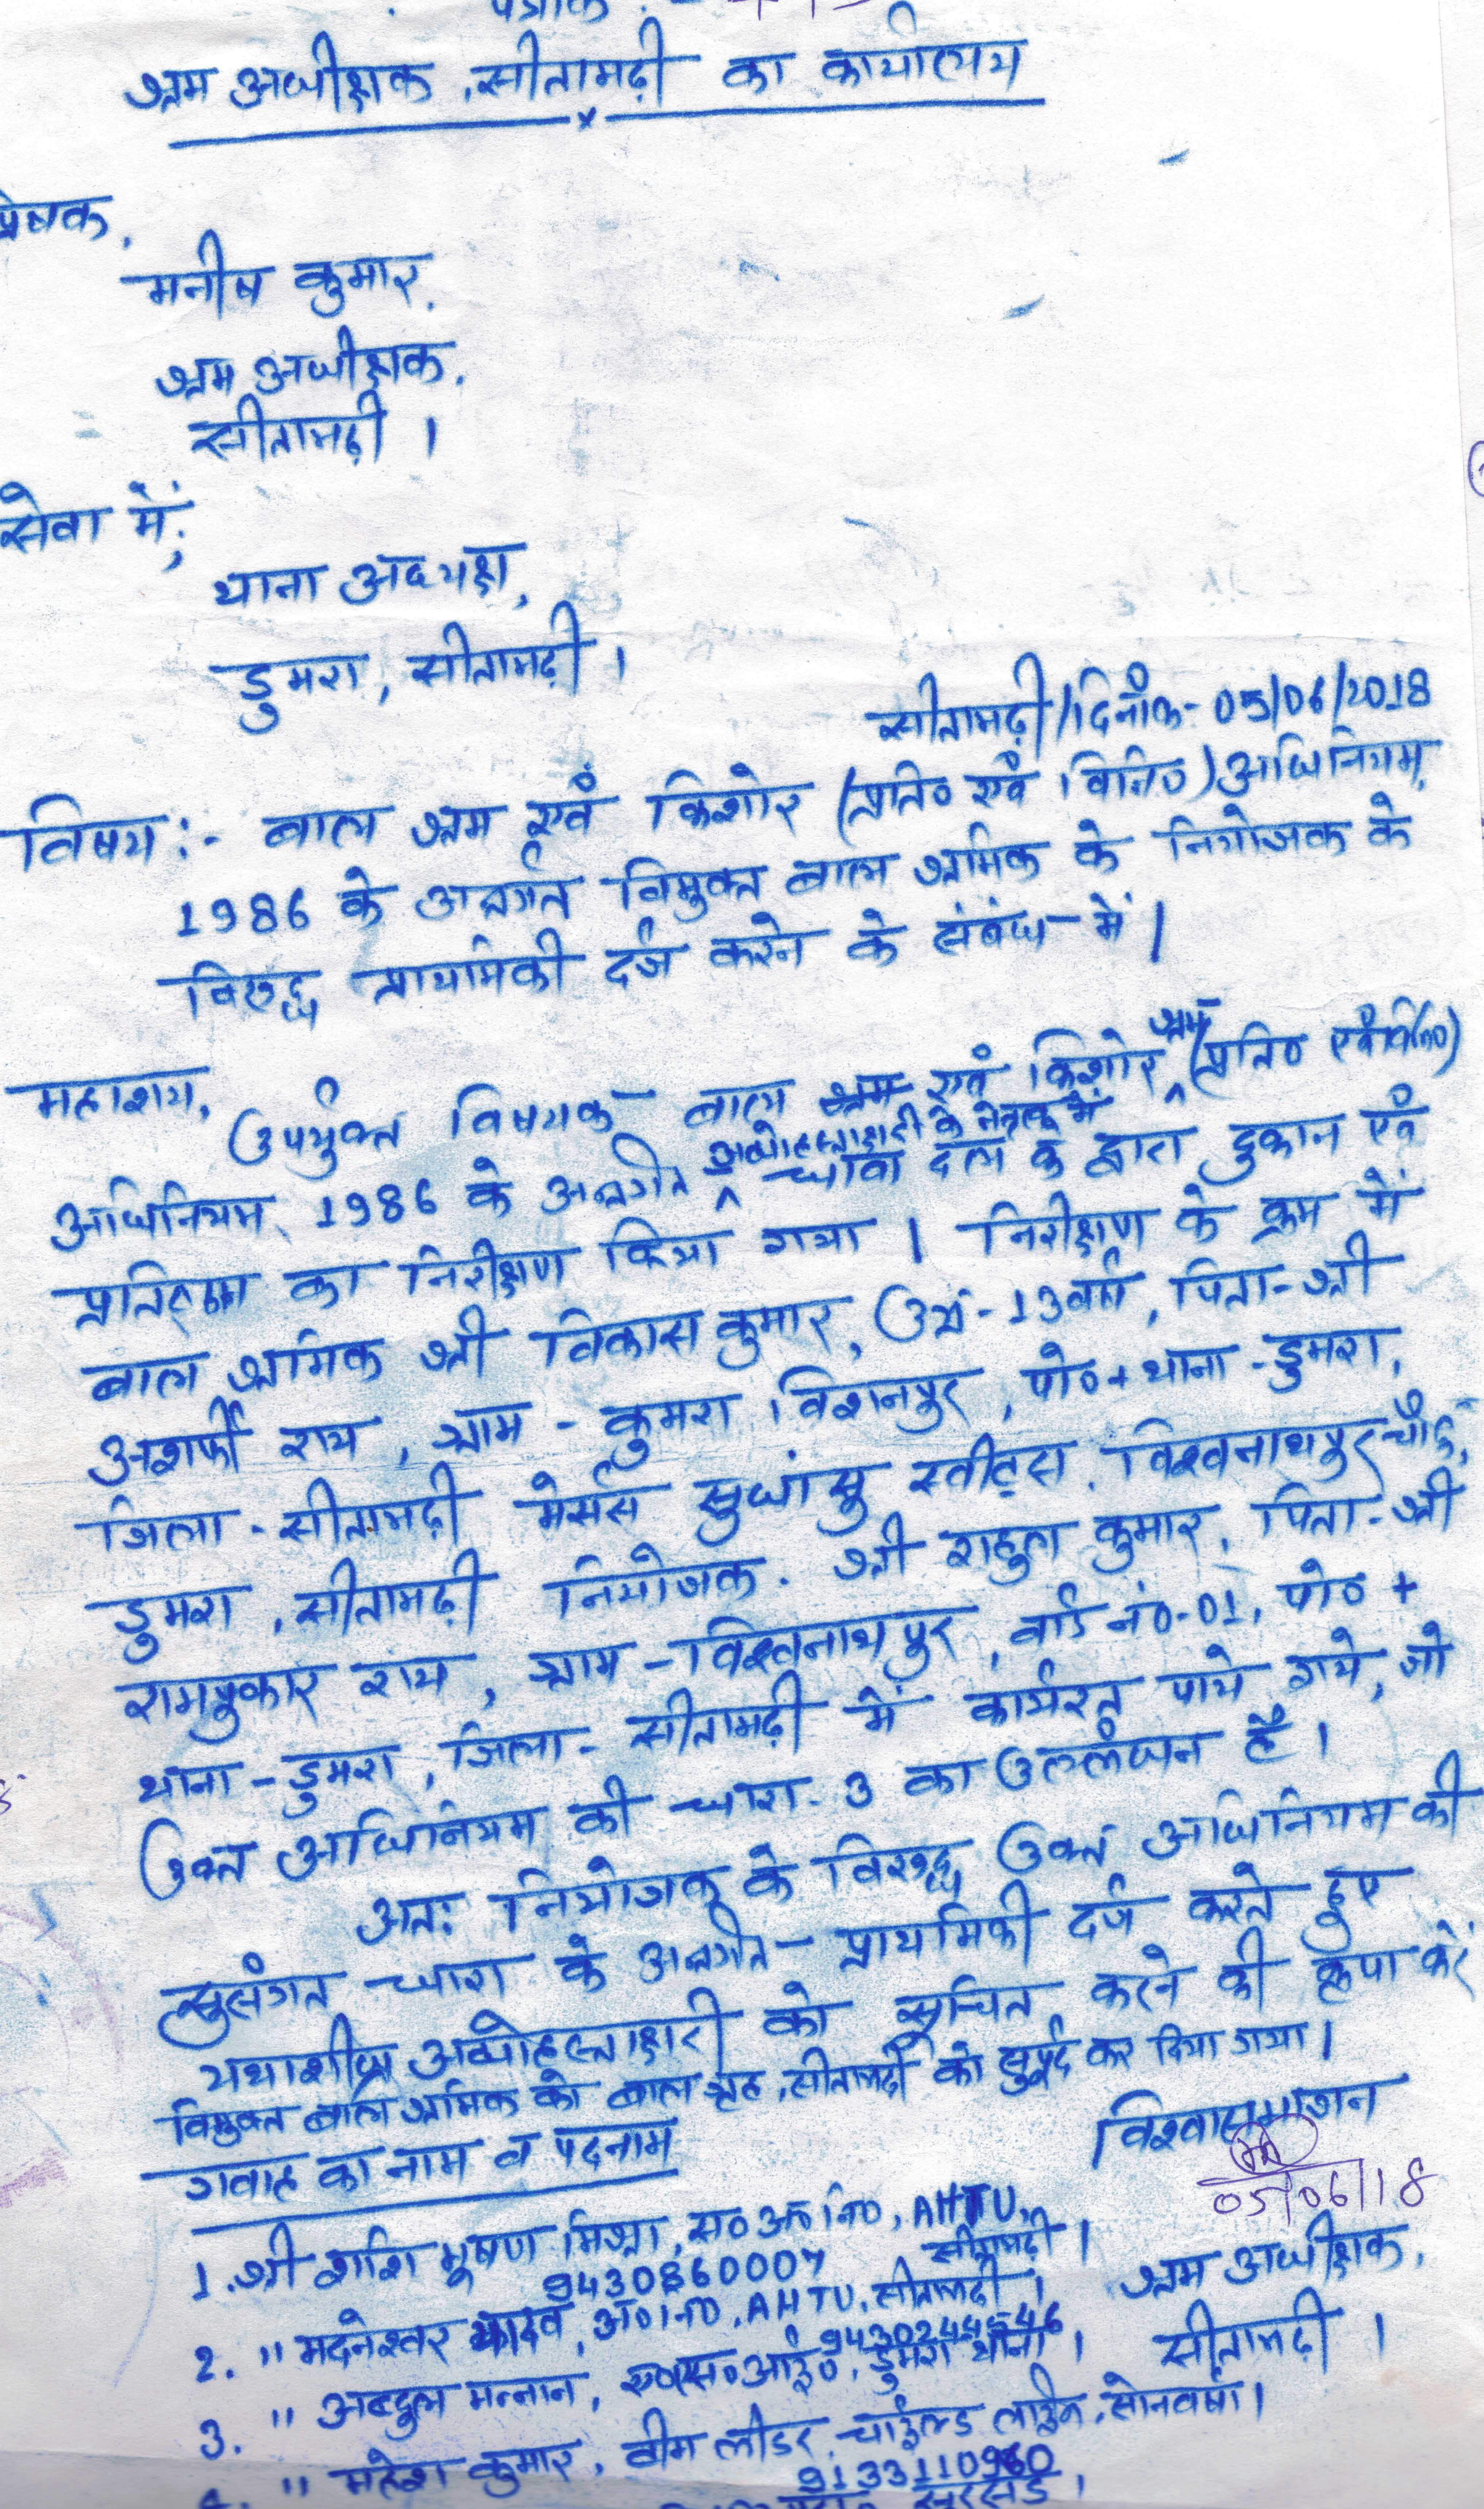 पत्रांक :-
श्रम अधीक्षक, सीतामढ़ी का कार्यालय
x
प्रेषक,
मनीष कुमार,
श्रम अधीक्षक,
सीतामढ़ी ।
सेवा में,
थाना अध्यक्ष,
डुमरा, सीतामढ़ी ।
सीतामढ़ी/दिनांक- 05/06/2018
विषय :- बाल श्रम एवं किशोर (प्रति० एवं विनि०) अधिनियम,
1986 के अन्तर्गत विमुक्त बाल श्रमिक के नियोजक के
विरुद्ध प्राथमिकी दर्ज करने के संबंध में ।
महाशय,
उपर्युक्त विषयक बाल श्रम एवं किशोर श्रम (प्रति० एवं विनि०)
अधिनियम, 1986 के अन्तर्गत अधोहस्ताक्षरी के नेतृत्व में धावा दल के द्वारा दुकान एवं
प्रतिष्ठान का निरीक्षण किया गया । निरीक्षण के क्रम में
बाल श्रमिक श्री विकास कुमार, उम्र - 13 वर्ष, पिता - श्री
अशर्फी राय, ग्राम - कुमरा विशनपुर, पो० + थाना - डुमरा,
जिला - सीतामढ़ी मेसर्स सुधांसु स्वीट्स, विश्वनाथपुर चौक,
डुमरा, सीतामढ़ी नियोजक - श्री राहुल कुमार, पिता - श्री
रामपुकार राय, ग्राम - विश्वनाथपुर, वार्ड नं०-01, पो० +
थाना - डुमरा, जिला - सीतामढ़ी में कार्यरत पाये गये, जो
उक्त अधिनियम की धारा - 3 का उल्लंघन है ।
अतः नियोजक के विरुद्ध उक्त अधिनियम की
सुसंगत धारा के अन्तर्गत प्राथमिकी दर्ज करते हुए
यथाशीघ्र अधोहस्ताक्षरी को सूचित करने की कृपा करें
विमुक्त बाल श्रमिक को बाल गृह, सीतामढ़ी को सुपुर्द कर दिया गया ।
विश्वासभाजन
05/06/18
श्रम अधीक्षक,
सीतामढ़ी ।
गवाह का नाम व पदनाम
1. श्री शशि भूषण मिश्रा, स० अ० नि०, AHTU,
9430860007 सीतामढ़ी ।
2. " मदनेश्वर यादव, अ० नि०, AHTU, सीतामढ़ी ।
3. " अब्दुल मन्नान, ए० एस० आई०, डुमरा थाना ।
4. " महेश कुमार, टीम लीडर, चाईल्ड लाईन, सोनवर्षा ।
9133110960
सुरसंड ।